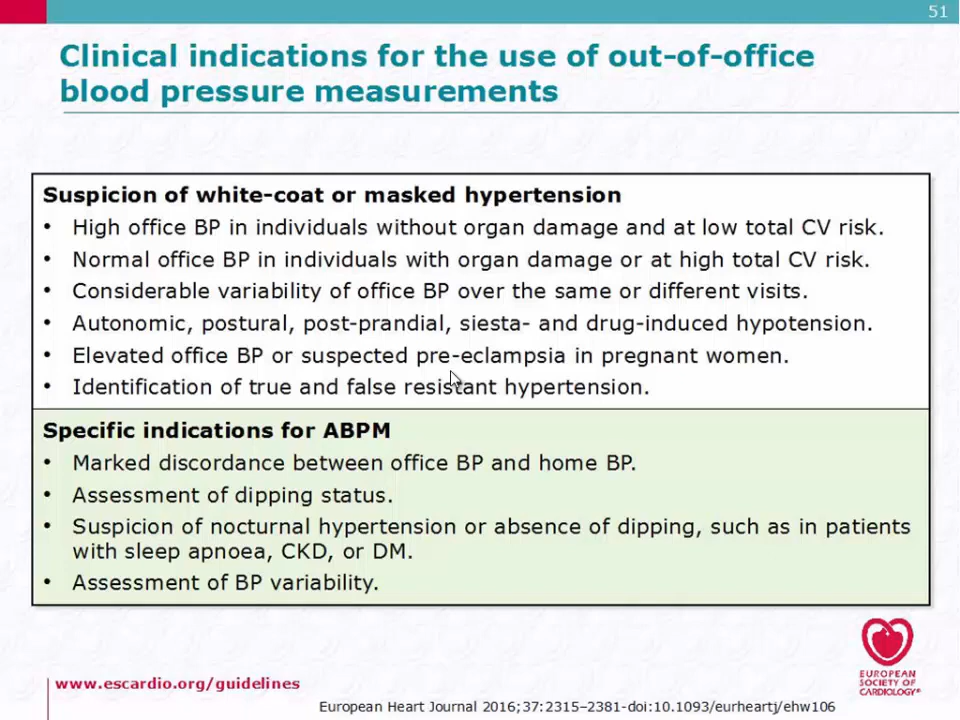 51
Clinical indications for the use of out-of-office
blood pressure measurements
Suspicion of white-coat or masked hypertension
• High office BP in individuals without organ damage and at low total CV risk.
• Normal office BP in individuals with organ damage or at high total CV risk.
• Considerable variability of office BP over the same or different visits.
• Autonomic, postural, post-prandial, siesta- and drug-induced hypotension.
• Elevated office BP or suspected pre-eclampsia in pregnant women.
• Identification of true and false resistant hypertension.
Specific indications for ABPM
• Marked discordance between office BP and home BP.
• Assessment of dipping status.
• Suspicion of nocturnal hypertension or absence of dipping, such as in patients
with sleep apnoea, CKD, or DM.
• Assessment of BP variability.
EUROPEAN
SOCIETY OF
CARDIOLOGY®
www.escardio.org/guidelines
European Heart Journal 2016;37:2315–2381-doi:10.1093/eurheartj/ehw106